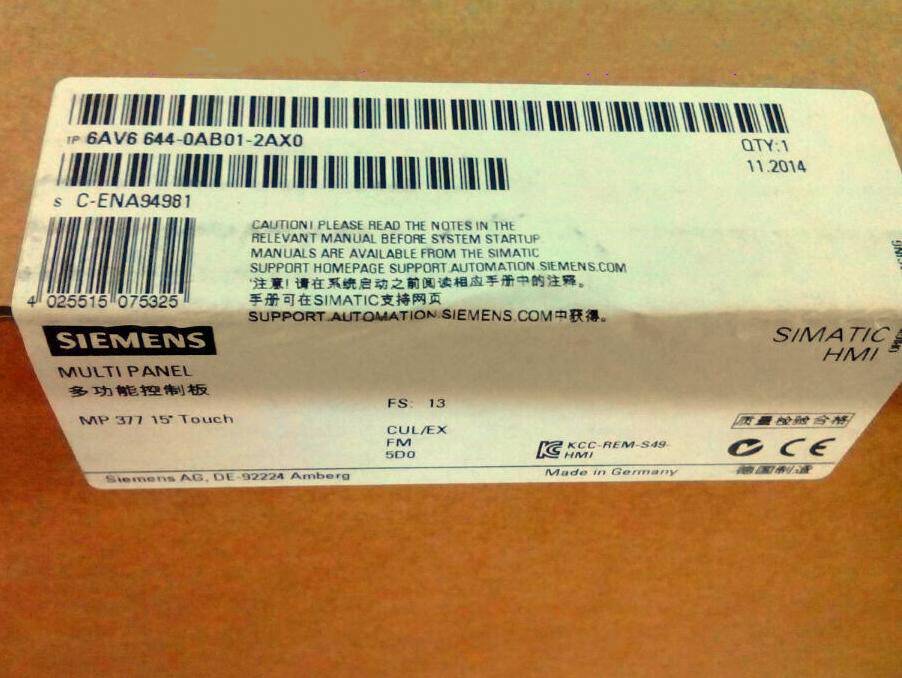 1P 6AV6 644-0AB01-2AX0
QTY:1
11.2014
S C-ENA94981
CAUTION! PLEASE READ THE NOTES IN THE
RELEVANT MANUAL BEFORE SYSTEM STARTUP
MANUALS ARE AVAILABLE FROM THE SIMATIC
SUPPORT HOMEPAGE SUPPORT.AUTOMATION.SIEMENS.COM
'注意! 请在系统启动之前阅读相应手册中的注释。
手册可在SIMATIC支持网页
SUPPORT.AUTOMATION.SIEMENS.COM中获得。
4 025515 075325
SIEMENS
SIMATIC
HMI
MULTI PANEL
多功能控制板
MP 377 15" Touch
FS: 13
CUL/EX
FM
5D0
KCC-REM-S49-
HMI
质量检验合格
CE
Siemens AG, DE-92224 Amberg
Made in Germany
德国制造